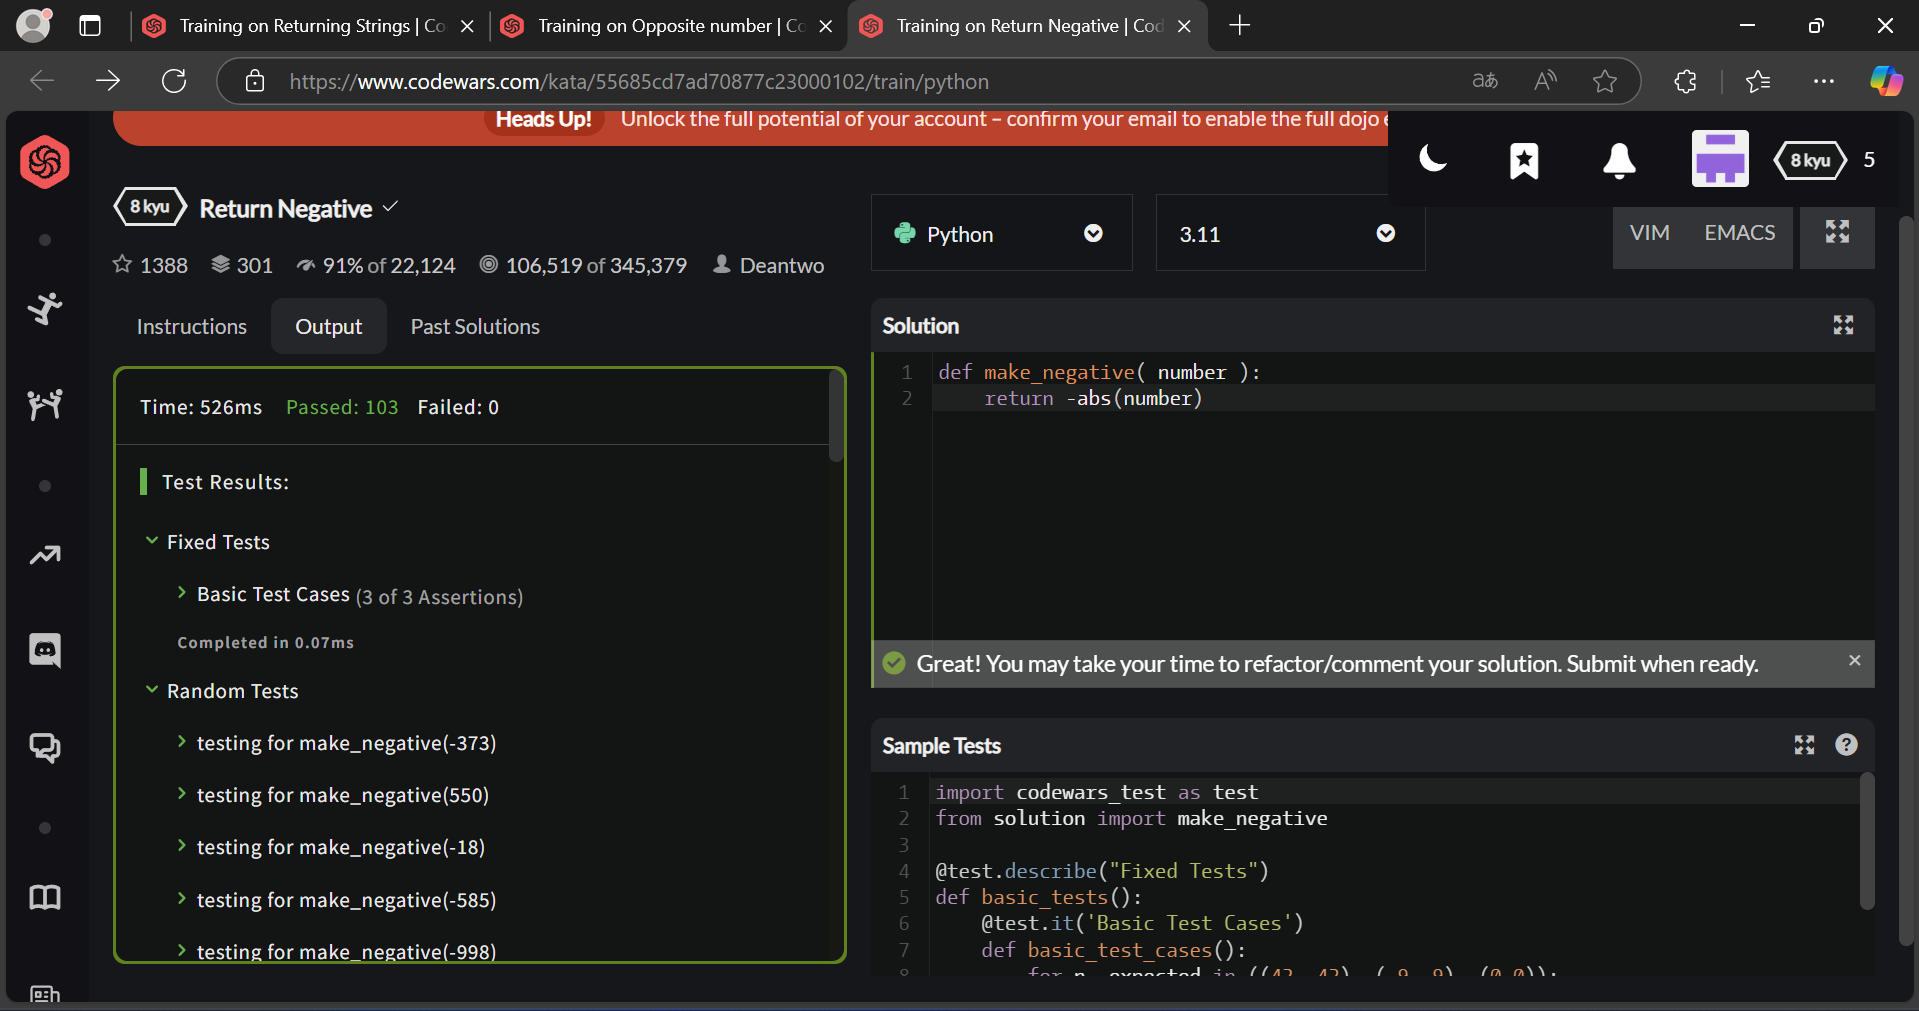 Training on Returning Strings | Co
Training on Opposite number | Co
Training on Return Negative | Cod
https://www.codewars.com/kata/55685cd7ad70877c23000102/train/python
Heads Up! Unlock the full potential of your account – confirm your email to enable the full dojo e
8 kyu 5
8 kyu Return Negative
1388 301 91% of 22,124 106,519 of 345,379 Deantwo
Python
3.11
VIM EMACS
Instructions Output Past Solutions
Time: 526ms Passed: 103 Failed: 0
Test Results:
Fixed Tests
Basic Test Cases (3 of 3 Assertions)
Completed in 0.07ms
Random Tests
testing for make_negative(-373)
testing for make_negative(550)
testing for make_negative(-18)
testing for make_negative(-585)
testing for make_negative(-998)
Solution
1 def make_negative( number ):
2     return -abs(number)
Great! You may take your time to refactor/comment your solution. Submit when ready.
Sample Tests
1 import codewars_test as test
2 from solution import make_negative
3
4 @test.describe("Fixed Tests")
5 def basic_tests():
6     @test.it('Basic Test Cases')
7     def basic_test_cases():
8         for n, expected in